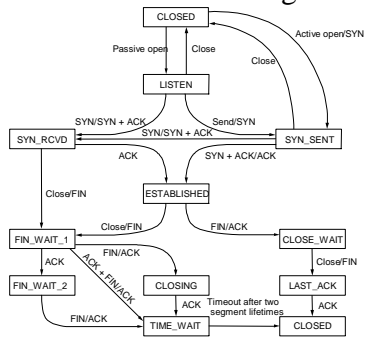 CLOSED
Active open/SYN
Passive open
Close
Close
LISTEN
SYN/SYN + ACK
Send/SYN
SYN/SYN + ACK
SYN_RCVD
SYN_SENT
ACK
SYN + ACK/ACK
Close/FIN
ESTABLISHED
Close/FIN
FIN/ACK
FIN_WAIT_1
CLOSE_WAIT
FIN/ACK
ACK
ACK + FIN/ACK
Close/FIN
FIN_WAIT_2
CLOSING
LAST_ACK
ACK
Timeout after two
segment lifetimes
ACK
FIN/ACK
TIME_WAIT
CLOSED